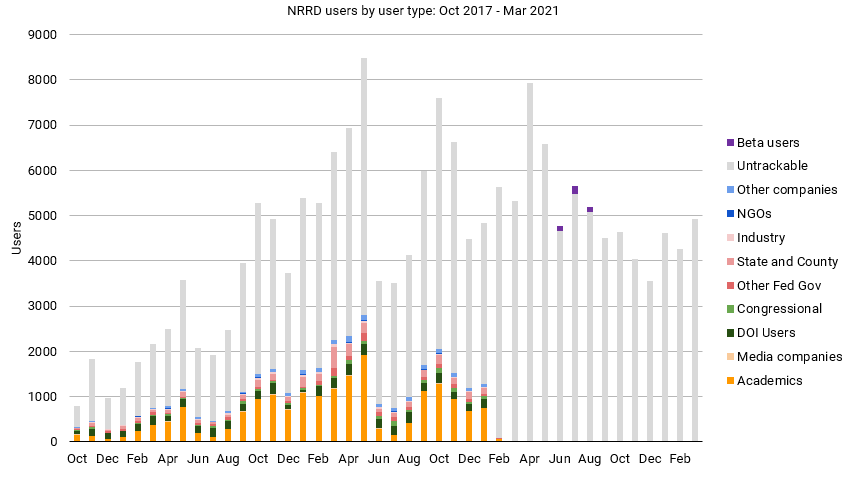 NRRD users by user type: Oct 2017 - Mar 2021
9000
8000
7000
6000
5000
4000
3000
2000
1000
0
Users
Oct Dec Feb Apr Jun Aug Oct Dec Feb Apr Jun Aug Oct Dec Feb Apr Jun Aug Oct Dec Feb
Beta users
Untrackable
Other companies
NGOs
Industry
State and County
Other Fed Gov
Congressional
DOI Users
Media companies
Academics